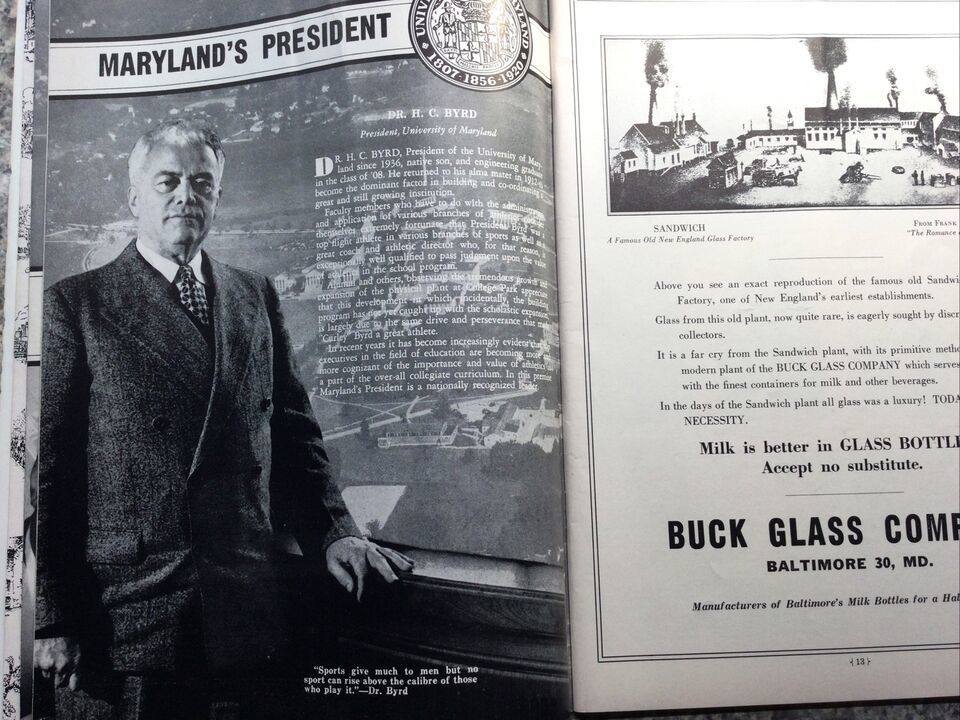 MARYLAND'S PRESIDENT
1807·1856·1920
DR. H. C. BYRD
President, University of Maryland
DR. H. C. BYRD, President of the University of Mary-
land since 1936, native son, and engineering graduate
in the class of '08. He returned to his alma mater in 1912 to
become the dominant factor in building and co-ordinating a
great and still growing institution.
Faculty members who have to do with the administration
and application of various branches of athletics
themselves extremely fortunate that President Byrd was a
top flight athlete in various branches of sports as well as a
great coach and athletic director who, for that reason, is
exceptionally well qualified to pass judgment upon the value
of athletics in the school program.
Alumni and others, observing the tremendous growth and
expansion of the physical plant at College Park appreciate
that this development in which, incidentally, the building
program has not caught up with the scholastic expansion,
is largely due to the same drive and perseverance that made
"Curley" Byrd a great athlete.
In recent years it has become increasingly evident that
executives in the field of education are becoming more and
more cognizant of the importance and value of athletics as
a part of the over-all collegiate curriculum. In this
Maryland's President is a nationally recognized leader.
"Sports give much to men but no
sport can rise above the calibre of those
who play it."—Dr. Byrd
SANDWICH
A Famous Old New England Glass Factory
FROM FRANK
"The Romance
Above you see an exact reproduction of the famous old Sandwi
Factory, one of New England's earliest establishments.
Glass from this old plant, now quite rare, is eagerly sought by discr
collectors.
It is a far cry from the Sandwich plant, with its primitive metho
modern plant of the BUCK GLASS COMPANY which serves
with the finest containers for milk and other beverages.
In the days of the Sandwich plant all glass was a luxury! TODA
NECESSITY.
Milk is better in GLASS BOTTLE
Accept no substitute.
BUCK GLASS COMP
BALTIMORE 30, MD.
Manufacturers of Baltimore's Milk Bottles for a Hal
13